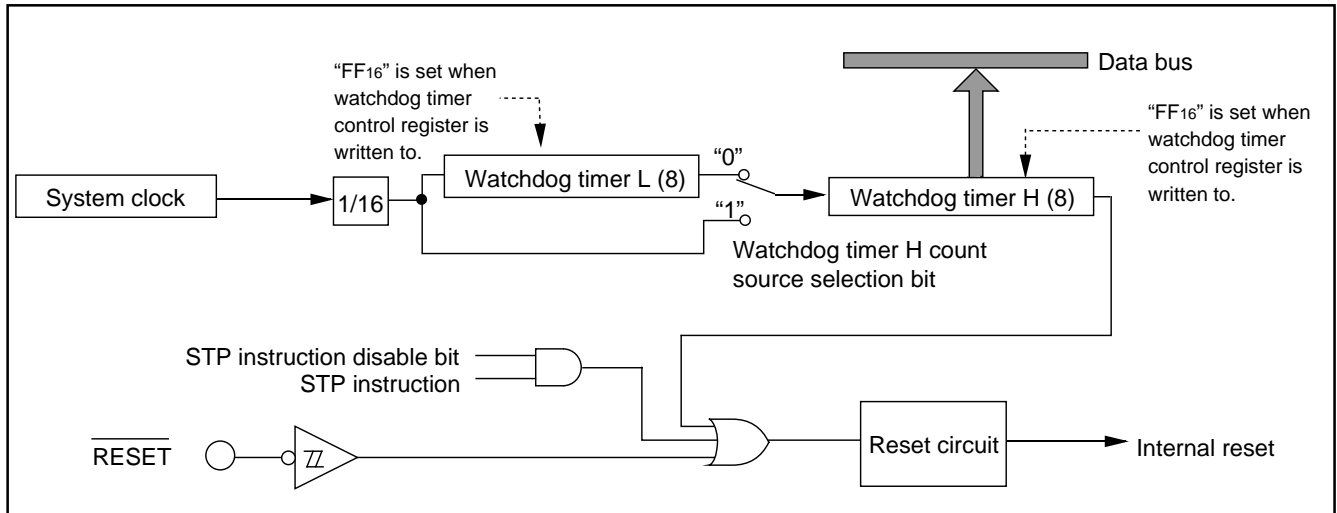 “FF16” is set when
watchdog timer
control register is
written to.
Data bus
“FF16” is set when
watchdog timer
control register is
written to.
System clock
1/16
Watchdog timer L (8)
“0”
“1”
Watchdog timer H (8)
Watchdog timer H count
source selection bit
STP instruction disable bit
STP instruction
RESET
Reset circuit
Internal reset